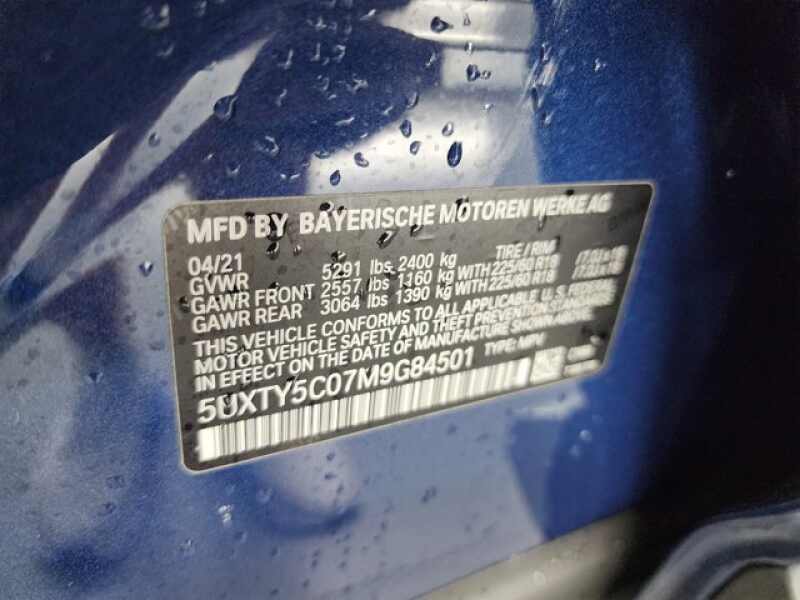 MFD BY BAYERISCHE MOTOREN WERKE AG
04/21 TIRE / RIM
GVWR 5291 lbs 2400 kg
GAWR FRONT 2557 lbs 1160 kg WITH 225/60 R18
GAWR REAR 3064 lbs 1390 kg WITH 225/60 R18
THIS VEHICLE CONFORMS TO ALL APPLICABLE U.S. FEDERAL
MOTOR VEHICLE SAFETY AND THEFT PREVENTION STANDARDS
IN EFFECT ON THE DATE OF MANUFACTURE SHOWN ABOVE.
5UXTY5C07M9G84501 TYPE: MPV